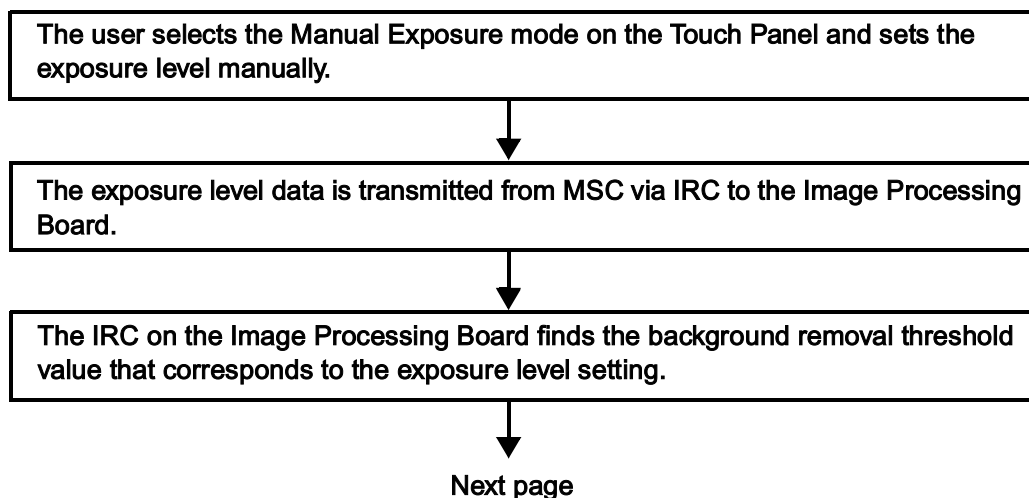 The user selects the Manual Exposure mode on the Touch Panel and sets the
exposure level manually.
The exposure level data is transmitted from MSC via IRC to the Image Processing
Board.
The IRC on the Image Processing Board finds the background removal threshold
value that corresponds to the exposure level setting.
Next page